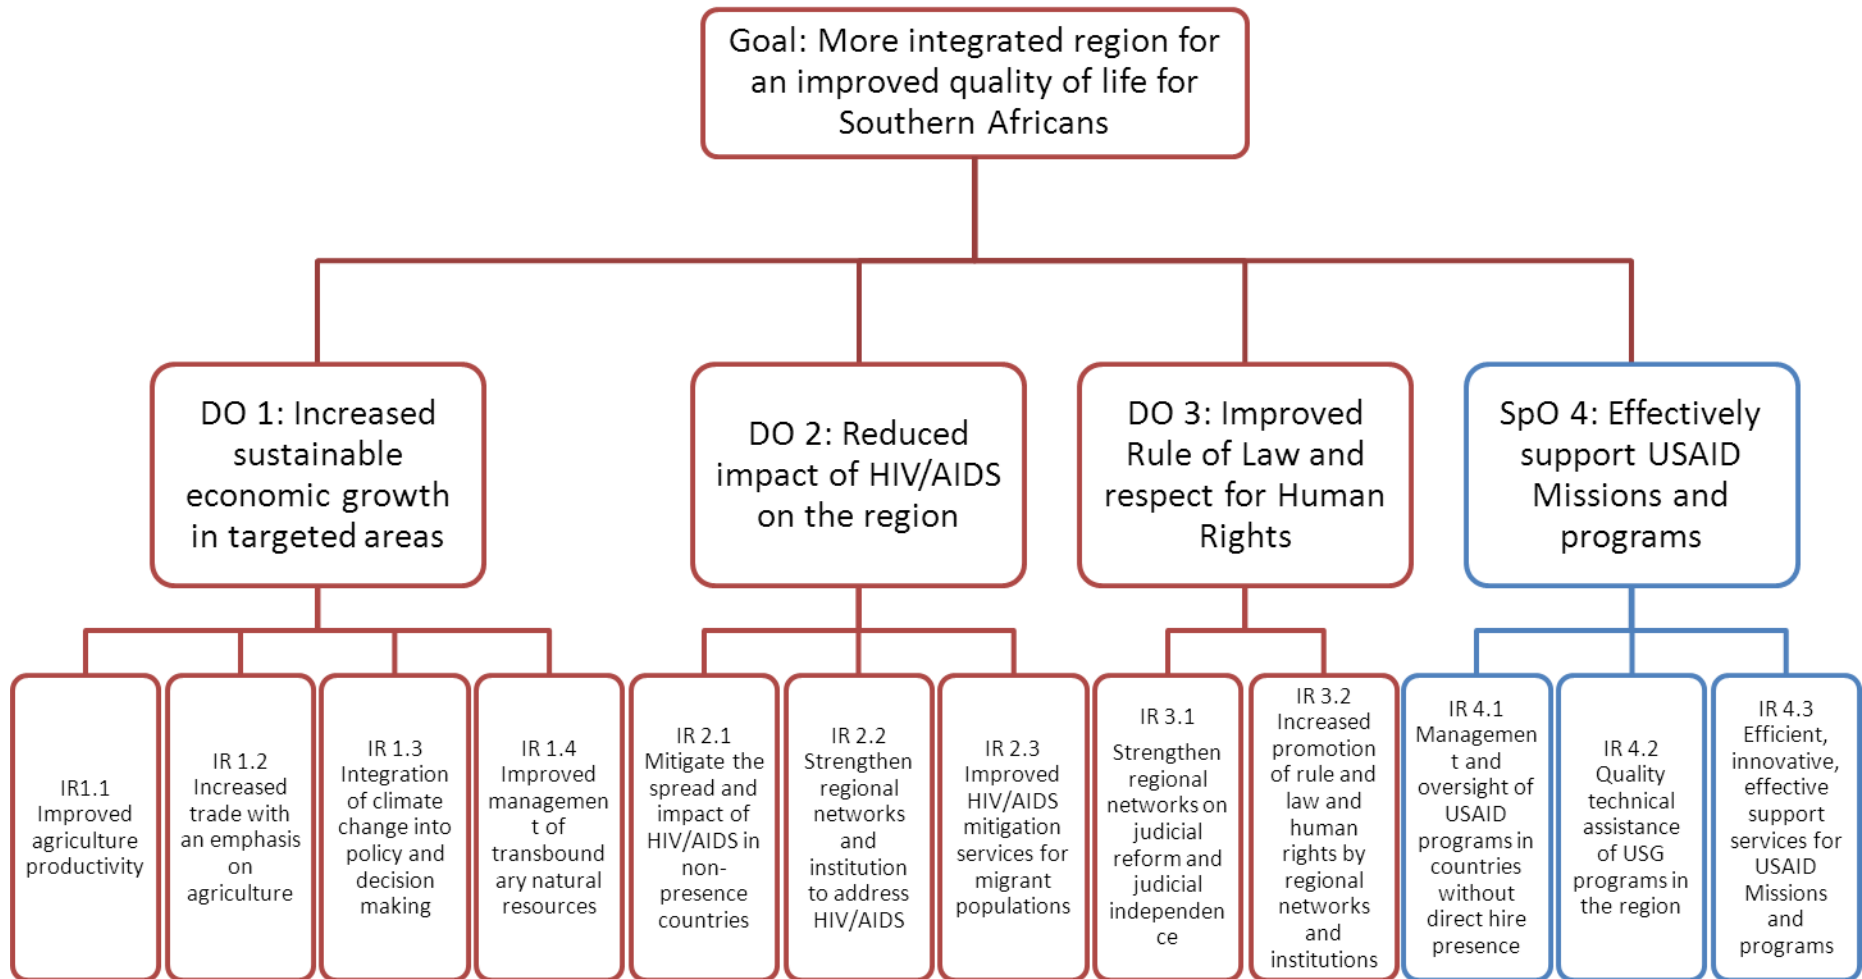 Goal: More integrated region for
an improved quality of life for
Southern Africans
DO 1: Increased
sustainable
economic growth
in targeted areas
DO 2: Reduced
impact of HIV/AIDS
on the region
DO 3: Improved
Rule of Law and
respect for Human
Rights
SpO 4: Effectively
support USAID
Missions and
programs
IR1.1
Improved
agriculture
productivity
IR 1.2
Increased
trade with
an emphasis
on
agriculture
IR 1.3
Integration
of climate
change into
policy and
decision
making
IR 1.4
Improved
managemen
t of
transbound
ary natural
resources
IR 2.1
Mitigate the
spread and
impact of
HIV/AIDS in
non-
presence
countries
IR 2.2
Strengthen
regional
networks
and
institution
to address
HIV/AIDS
IR 2.3
Improved
HIV/AIDS
mitigation
services for
migrant
populations
IR 3.1
Strengthen
regional
networks on
judicial
reform and
judicial
independen
ce
IR 3.2
Increased
promotion
of rule and
law and
human
rights by
regional
networks
and
institutions
IR 4.1
Managemen
t and
oversight of
USAID
programs in
countries
without
direct hire
presence
IR 4.2
Quality
technical
assistance
of USG
programs in
the region
IR 4.3
Efficient,
innovative,
effective
support
services for
USAID
Missions
and
programs